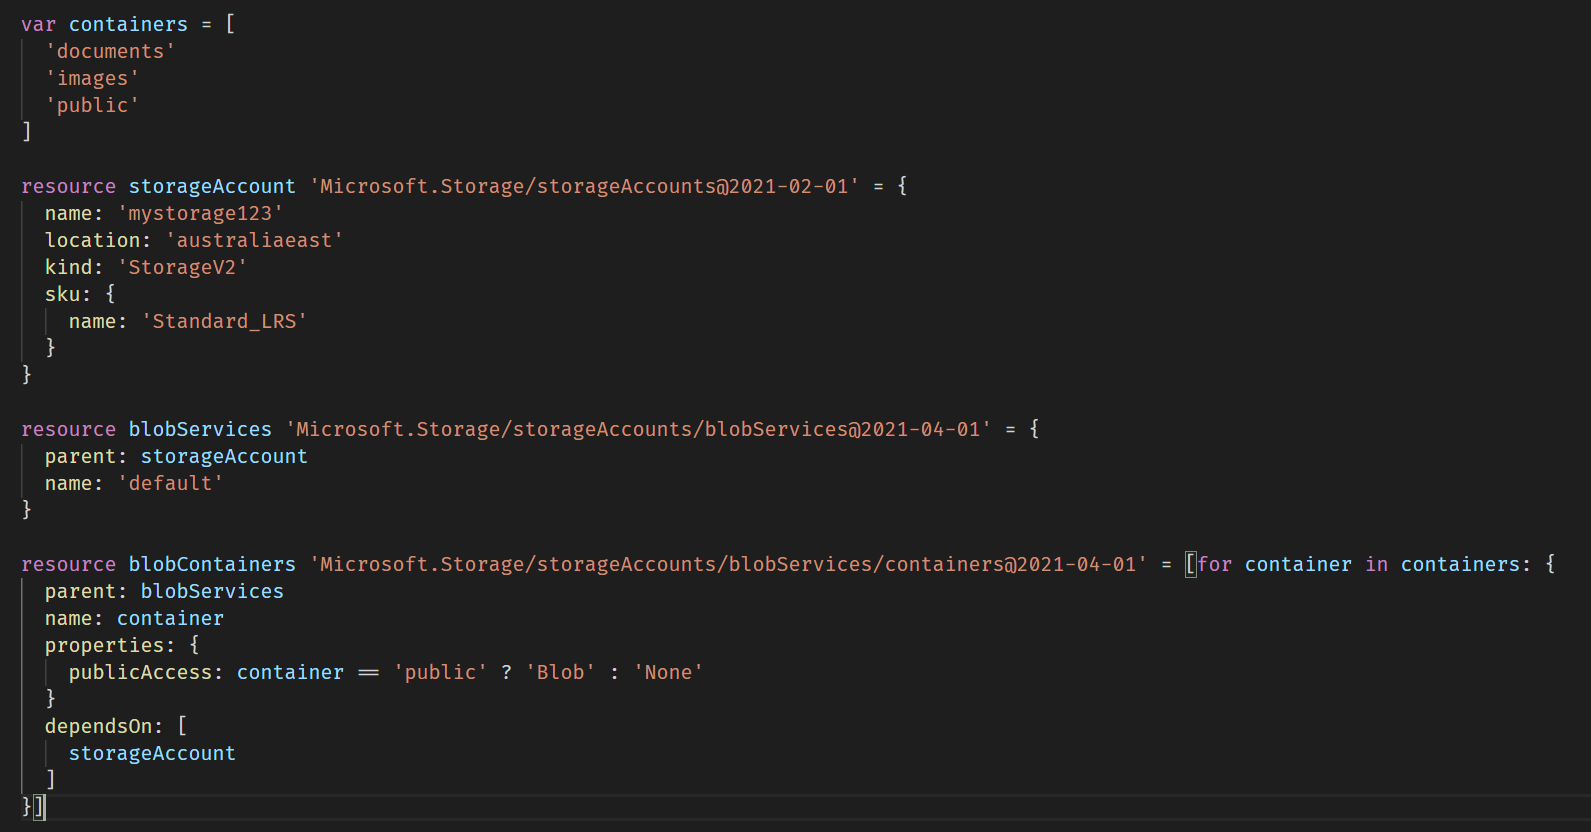 var containers = [
  'documents'
  'images'
  'public'
]

resource storageAccount 'Microsoft.Storage/storageAccounts@2021-02-01' = {
  name: 'mystorage123'
  location: 'australiaeast'
  kind: 'StorageV2'
  sku: {
    name: 'Standard_LRS'
  }
}

resource blobServices 'Microsoft.Storage/storageAccounts/blobServices@2021-04-01' = {
  parent: storageAccount
  name: 'default'
}

resource blobContainers 'Microsoft.Storage/storageAccounts/blobServices/containers@2021-04-01' = [for container in containers: {
  parent: blobServices
  name: container
  properties: {
    publicAccess: container == 'public' ? 'Blob' : 'None'
  }
  dependsOn: [
    storageAccount
  ]
}]